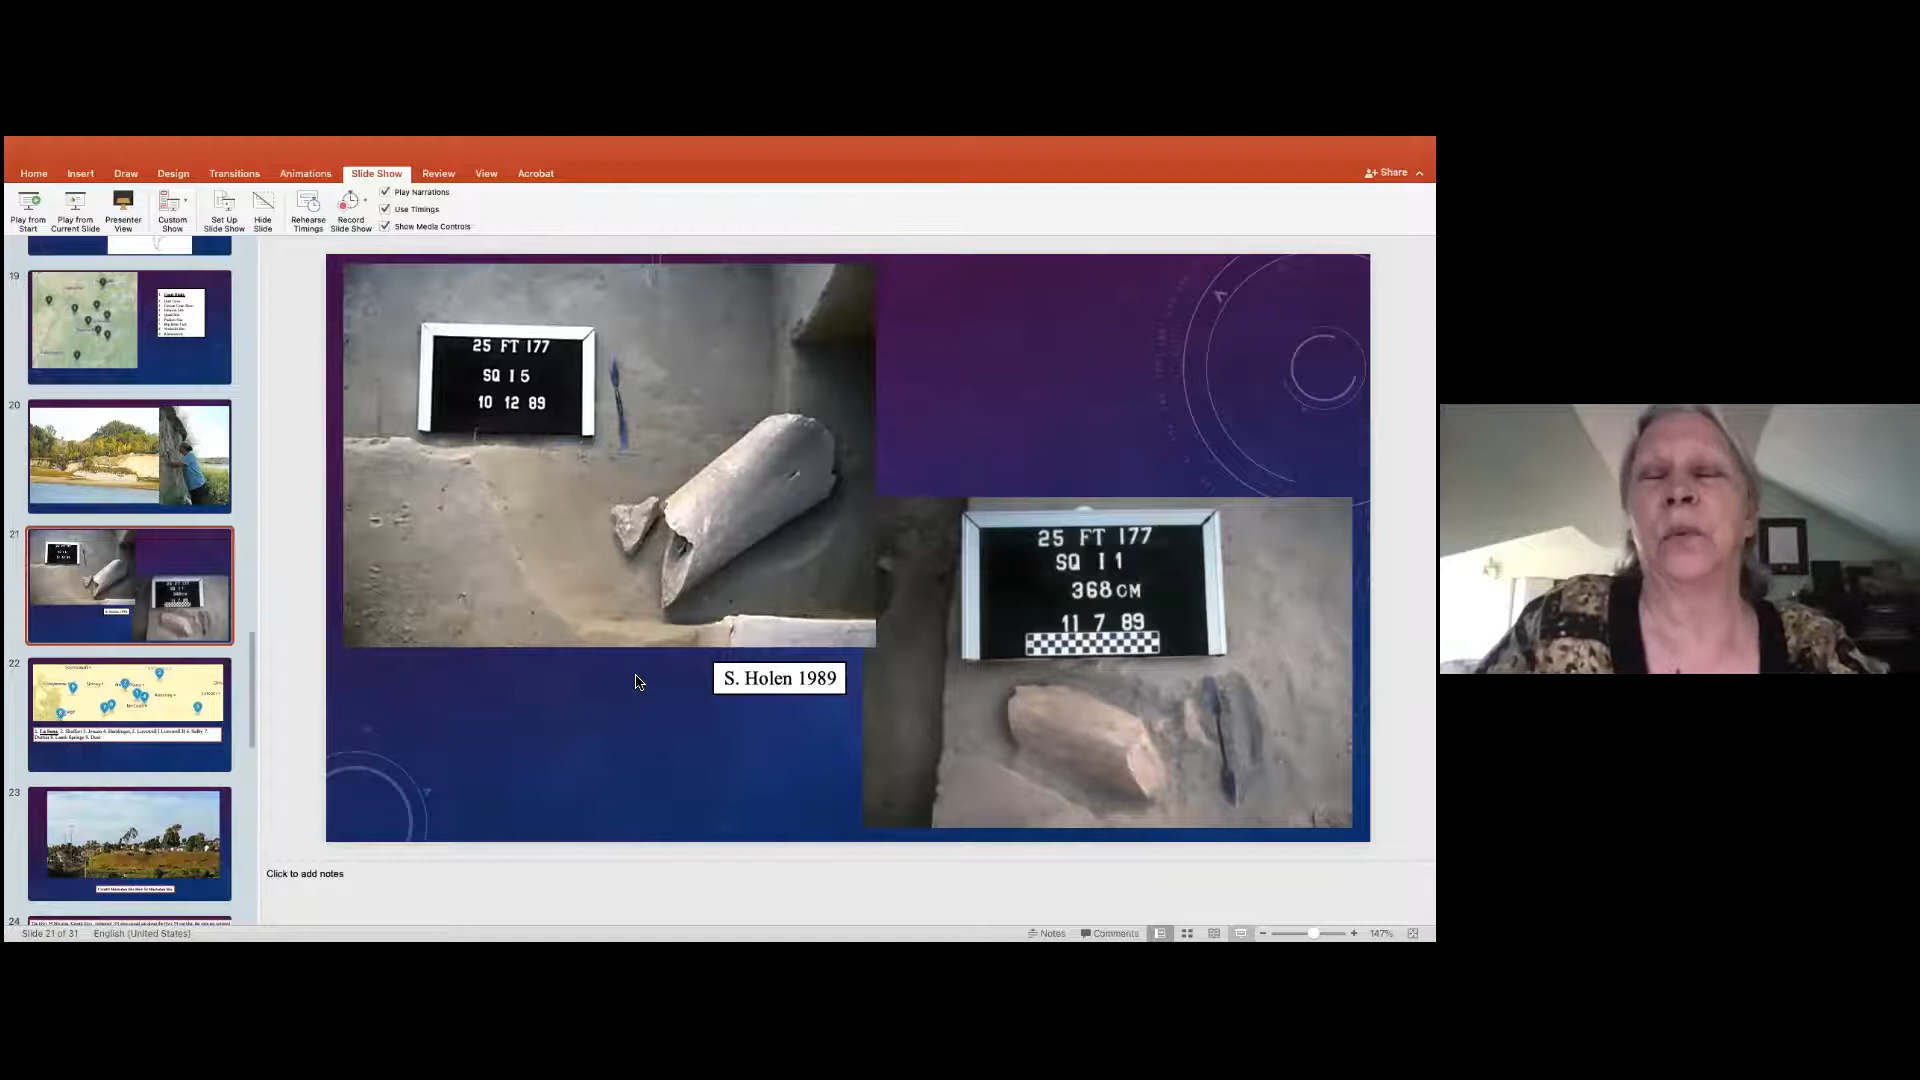 Home Insert Draw Design Transitions Animations Slide Show Review View Acrobat
Share
Play from Start
Play from Current Slide
Presenter View
Custom Show
Set Up Slide Show
Hide Slide
Rehearse Timings
Record Slide Show
Play Narrations
Use Timings
Show Media Controls
19
20
21
22
23
24
25 FT 177
SQ 15
10 12 89
S. Holen 1989
25 FT 177
SQ 11
368CM
11 7 89
Click to add notes
Slide 21 of 31 English (United States)
Notes Comments 147%